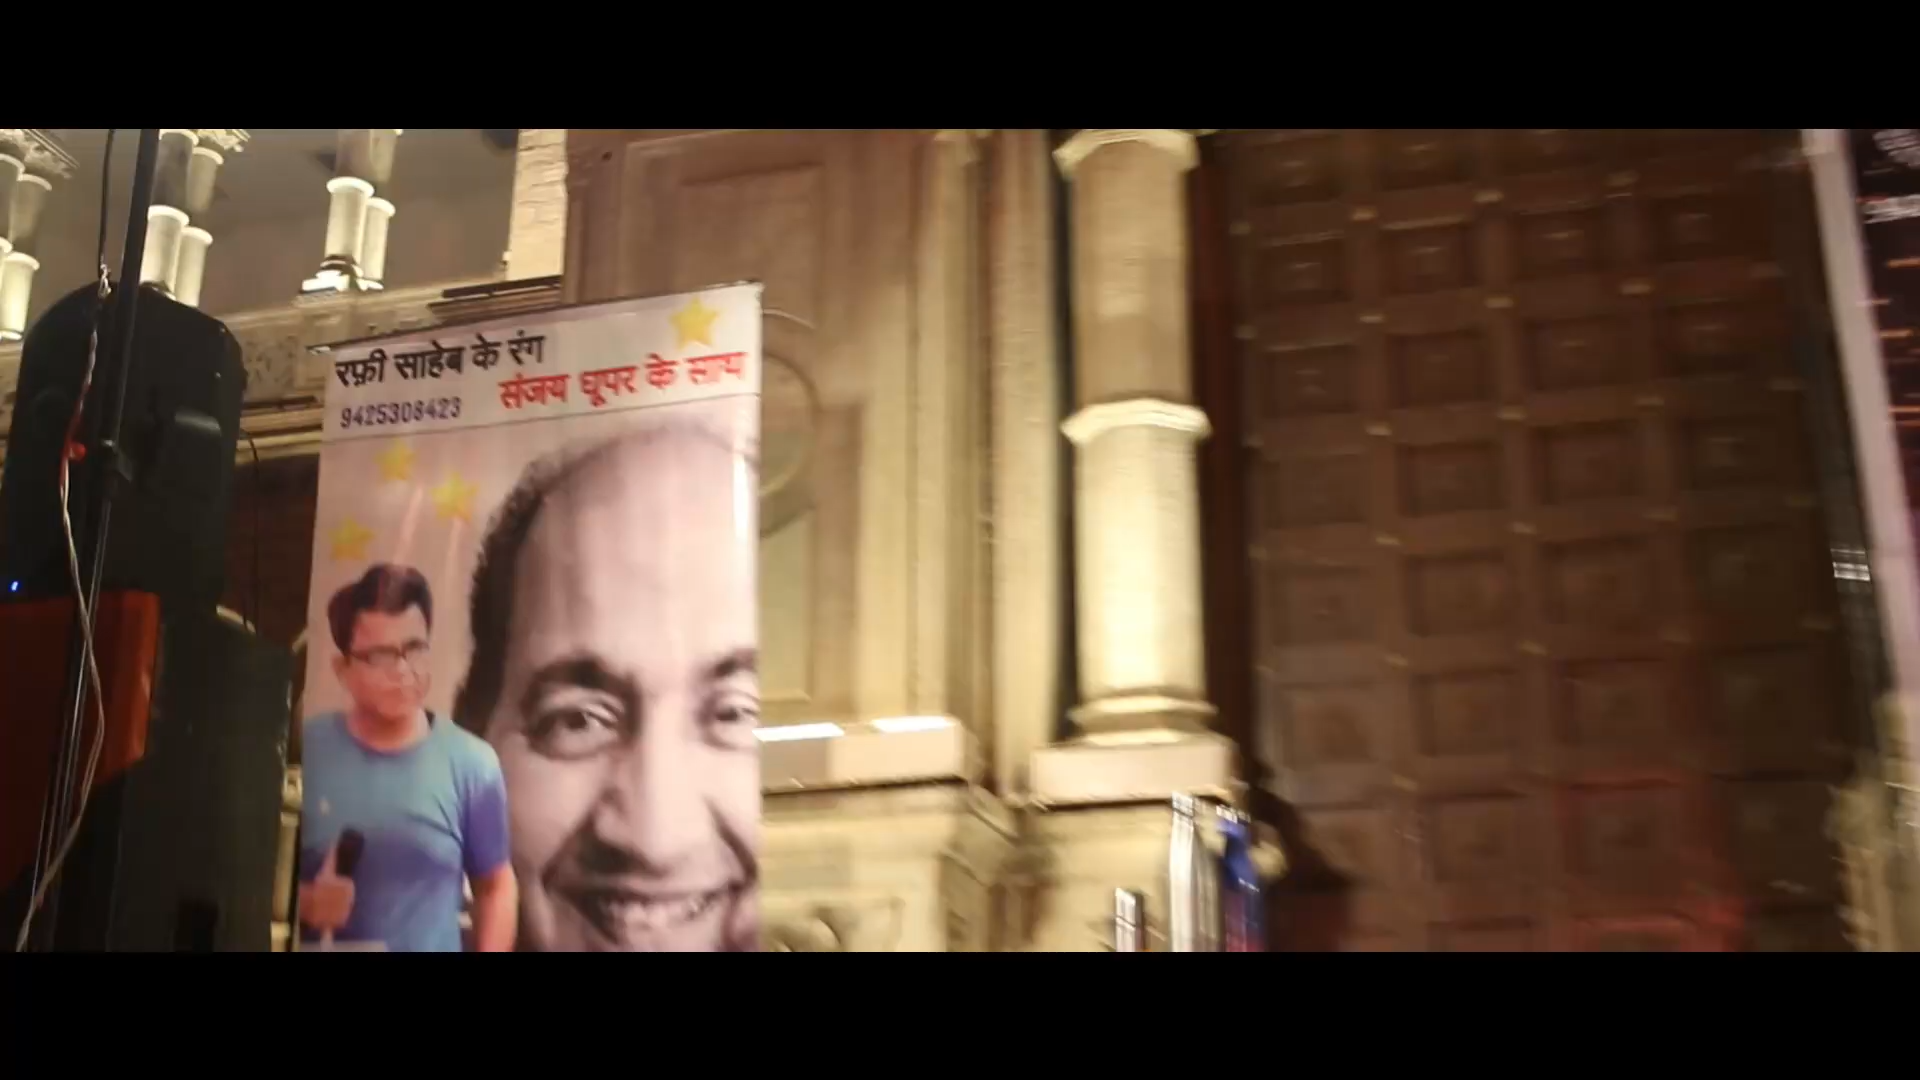 रफ़ी साहेब के रंग
संजय धूपर के साथ
9425308423